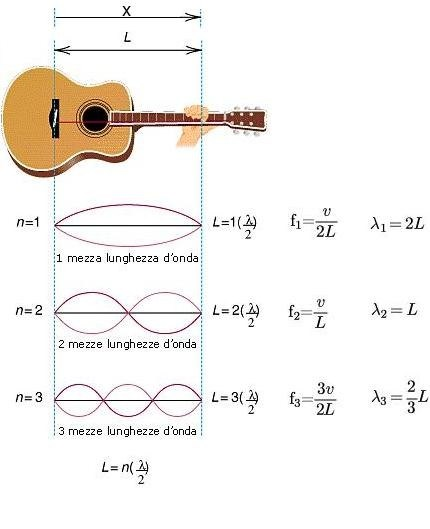 X
L
n=1 L=1(λ/2) f₁=v/2L λ₁=2L
1 mezza lunghezza d'onda
n=2 L=2(λ/2) f₂=v/L λ₂=L
2 mezze lunghezze d'onda
n=3 L=3(λ/2) f₃=3v/2L λ₃=2/3L
3 mezze lunghezze d'onda
L=n(λ/2)